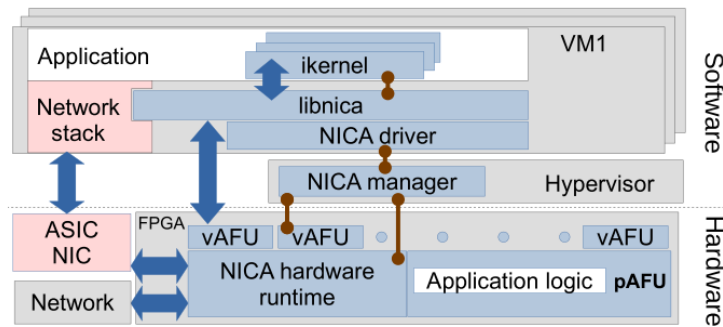 Application
ikernel
VM1
Network
stack
libnica
NICA driver
Software
NICA manager
Hypervisor
ASIC
NIC
FPGA
vAFU
vAFU
vAFU
NICA hardware
runtime
Application logic
pAFU
Network
Hardware